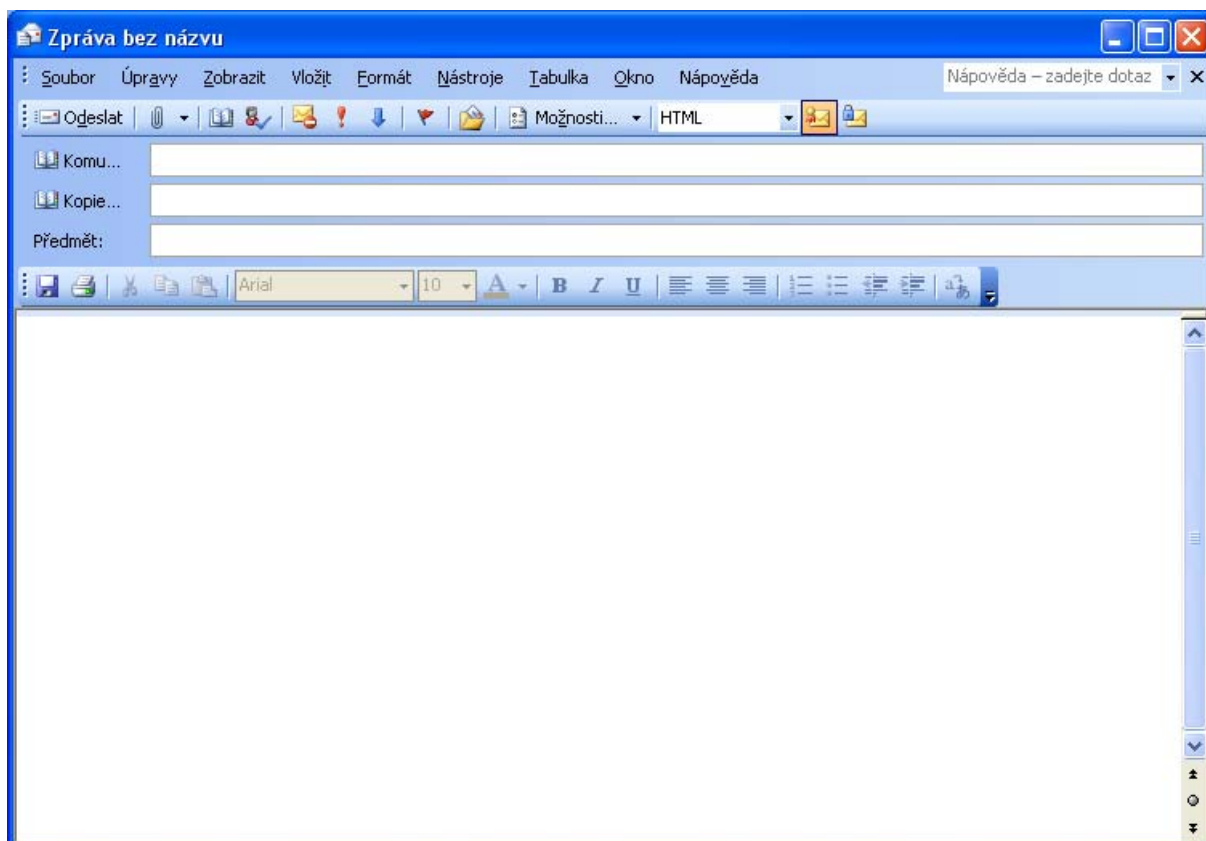 Zpráva bez názvu
Soubor Úpravy Zobrazit Vložit Formát Nástroje Tabulka Okno Nápověda Nápověda – zadejte dotaz
Odeslat Možnosti... HTML
Komu...
Kopie...
Předmět:
Arial 10 A B I U